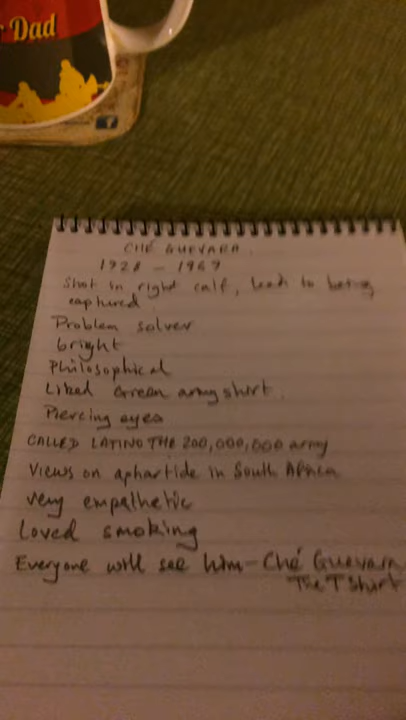 Dad
CHÉ GUEVARA
1928 - 1967
Shot in right calf, lead to being
captured
Problem solver
bright
Philosophical
Liked Green army shirt.
Piercing eyes
CALLED LATINO THE 200,000,000 army
Views on aphartide in South Africa
very empathetic
Loved smoking
Everyone will see him - Ché Guevara
The T Shirt